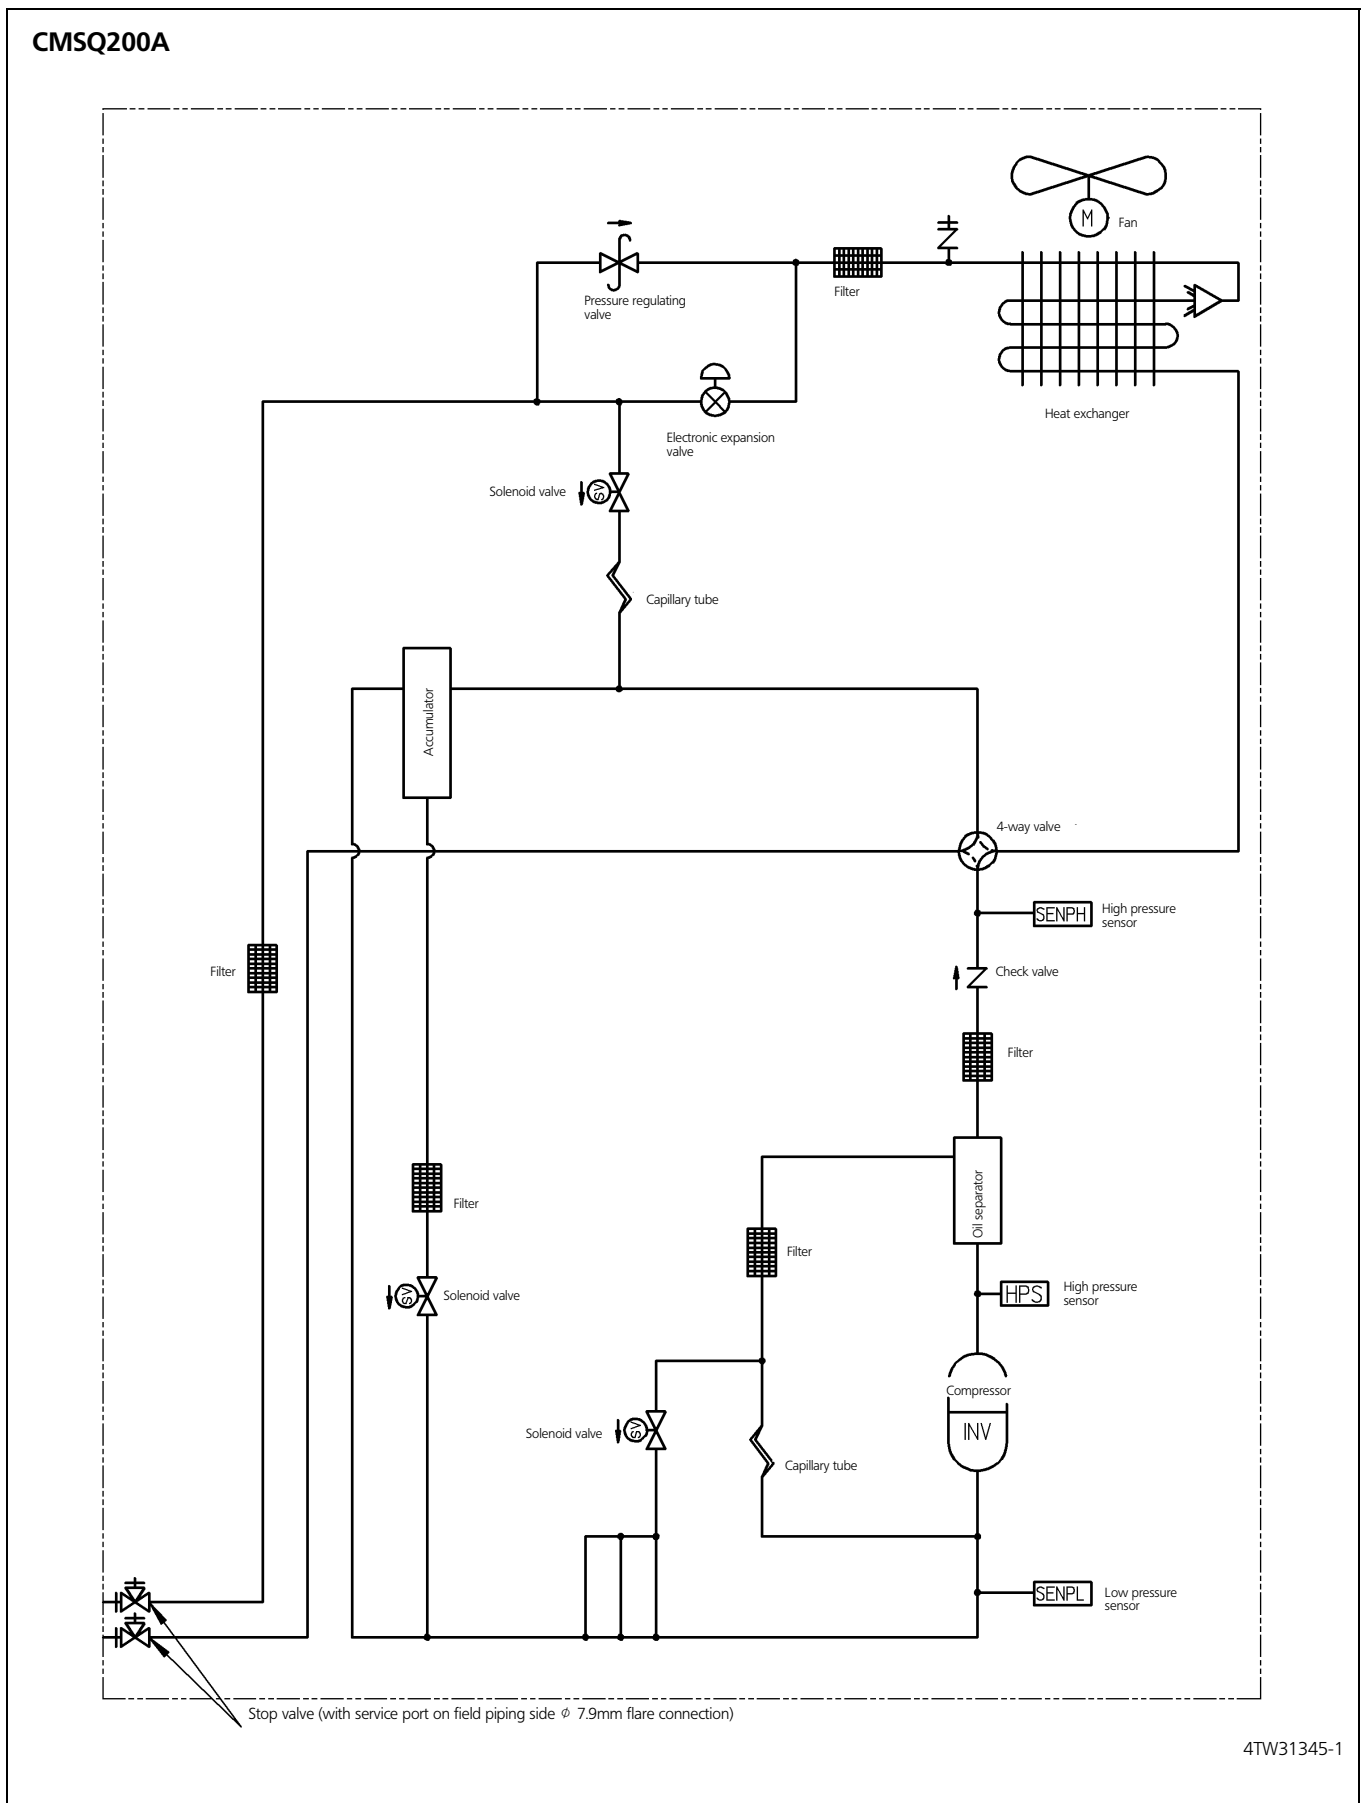 CMSQ200A
M
Fan
Pressure regulating
valve
Filter
Heat exchanger
Electronic expansion
valve
Solenoid valve
SV
Capillary tube
Accumulator
4-way valve
SENPH
High pressure
sensor
Filter
Check valve
Filter
Filter
Oil separator
Filter
SV
Solenoid valve
HPS
High pressure
sensor
Compressor
INV
Solenoid valve
SV
Capillary tube
SENPL
Low pressure
sensor
Stop valve (with service port on field piping side ϕ 7.9mm flare connection)
4TW31345-1